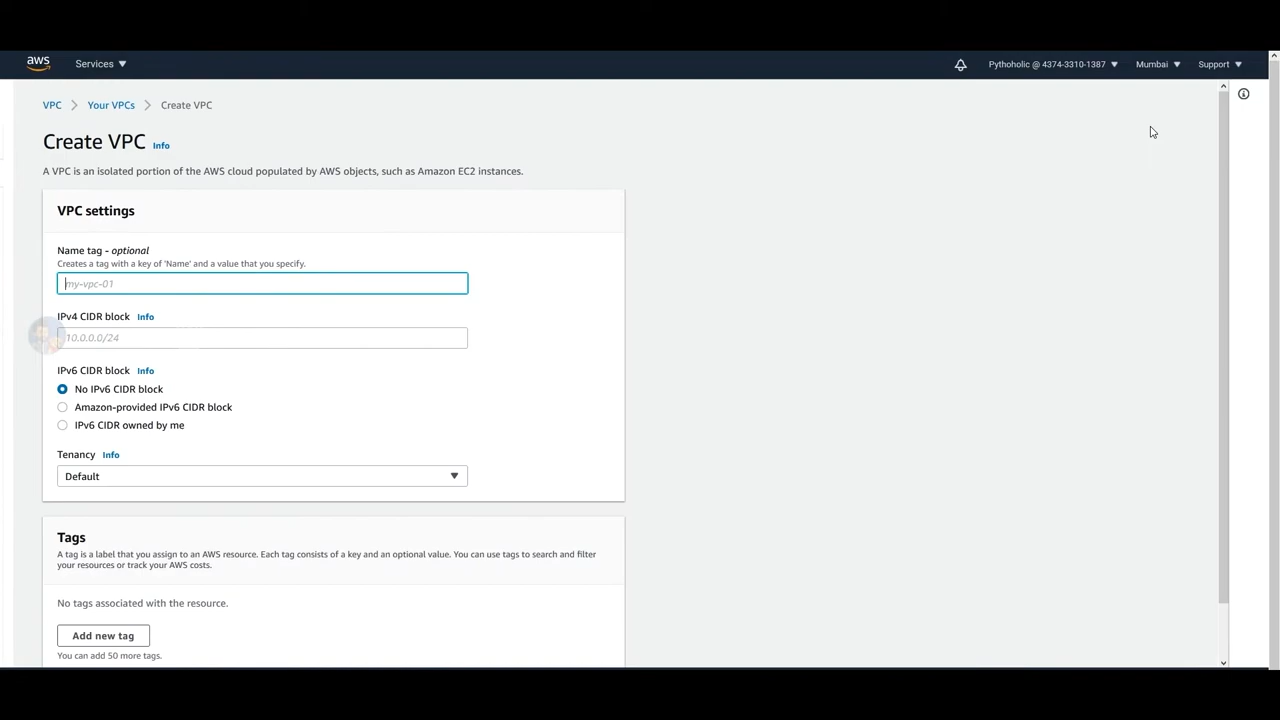 aws
Services
Pythoholic @ 4374-3310-1387
Mumbai
Support
VPC
Your VPCs
Create VPC
Create VPC Info
A VPC is an isolated portion of the AWS cloud populated by AWS objects, such as Amazon EC2 instances.
VPC settings
Name tag - optional
Creates a tag with a key of 'Name' and a value that you specify.
my-vpc-01
IPv4 CIDR block Info
10.0.0.0/24
IPv6 CIDR block Info
No IPv6 CIDR block
Amazon-provided IPv6 CIDR block
IPv6 CIDR owned by me
Tenancy Info
Default
Tags
A tag is a label that you assign to an AWS resource. Each tag consists of a key and an optional value. You can use tags to search and filter
your resources or track your AWS costs.
No tags associated with the resource.
Add new tag
You can add 50 more tags.